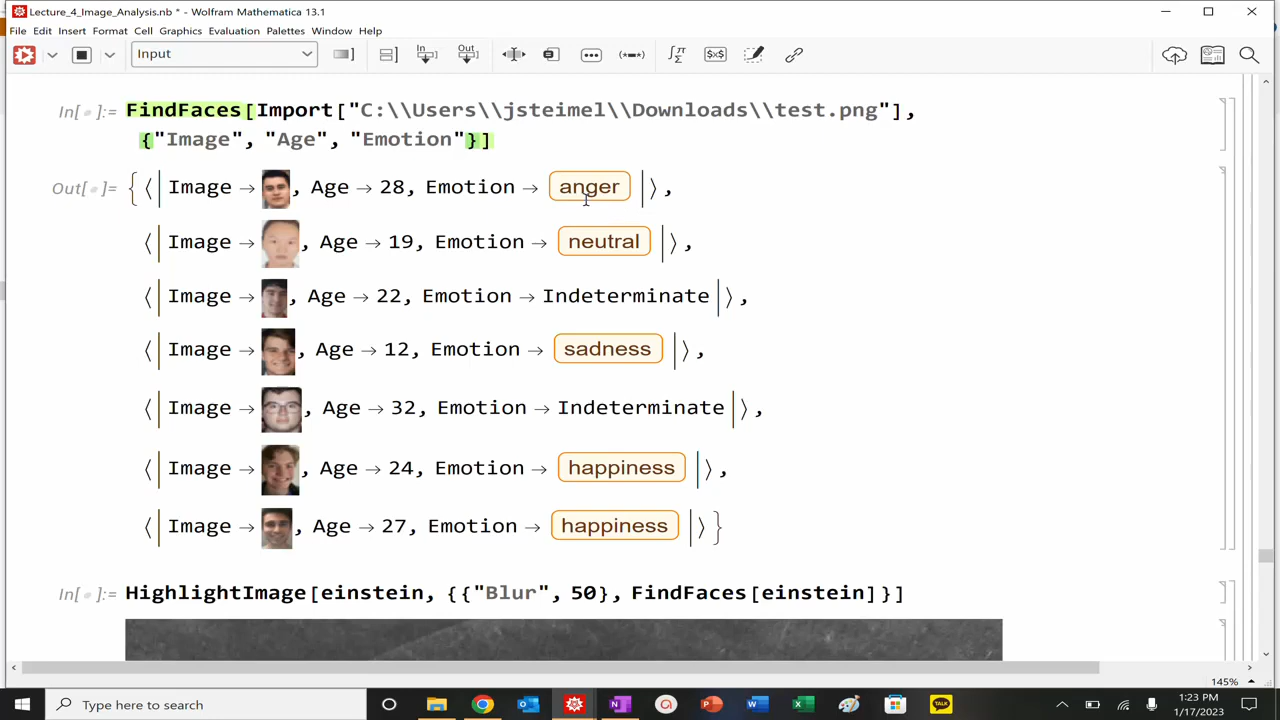 Lecture_4_Image_Analysis.nb * - Wolfram Mathematica 13.1
File Edit Insert Format Cell Graphics Evaluation Palettes Window Help
Input In Out $x$
In[ ]:= FindFaces[Import["C:\\Users\\jsteimel\\Downloads\\test.png"],
{"Image", "Age", "Emotion"}]
Out[ ]= {<| Image → , Age → 28, Emotion → anger |>,
<| Image → , Age → 19, Emotion → neutral |>,
<| Image → , Age → 22, Emotion → Indeterminate |>,
<| Image → , Age → 12, Emotion → sadness |>,
<| Image → , Age → 32, Emotion → Indeterminate |>,
<| Image → , Age → 24, Emotion → happiness |>,
<| Image → , Age → 27, Emotion → happiness |>}
In[ ]:= HighlightImage[einstein, {{"Blur", 50}, FindFaces[einstein]}]
145%
Type here to search
TALK
1:23 PM
1/17/2023